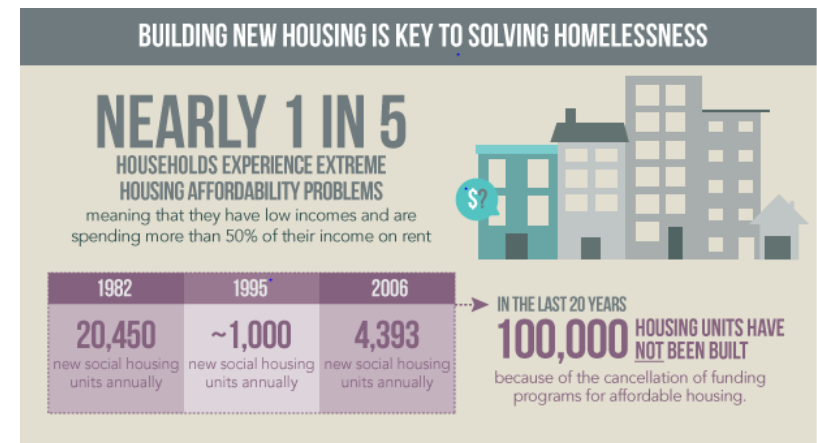 BUILDING NEW HOUSING IS KEY TO SOLVING HOMELESSNESS
NEARLY 1 IN 5
HOUSEHOLDS EXPERIENCE EXTREME
HOUSING AFFORDABILITY PROBLEMS
meaning that they have low incomes and are
spending more than 50% of their income on rent
$?
1982
20,450
new social housing
units annually
1995
~1,000
new social housing
units annually
2006
4,393
new social housing
units annually
IN THE LAST 20 YEARS
100,000 HOUSING UNITS HAVE
NOT BEEN BUILT
because of the cancellation of funding
programs for affordable housing.